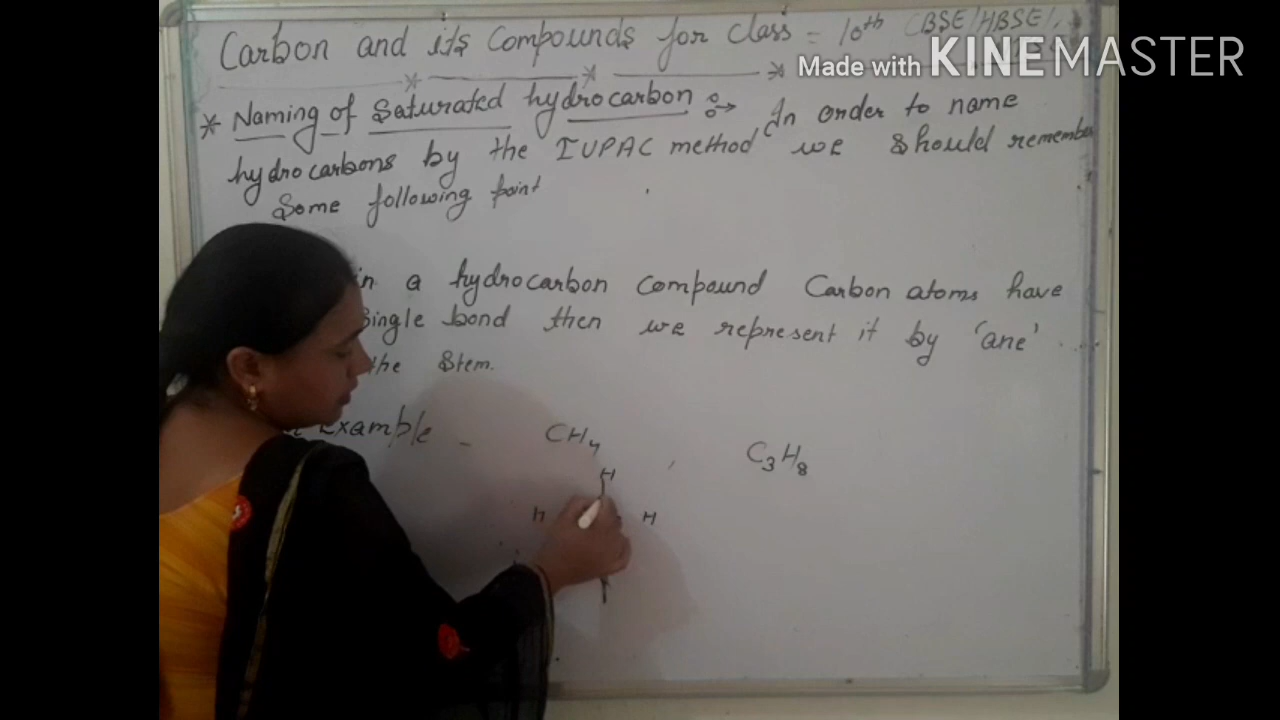 Carbon and its Compounds for class = 10th CBSE/HBSE/
Made with KINEMASTER
* Naming of Saturated hydrocarbon :→ In order to name
hydrocarbons by the IUPAC method we should remember
Some following point
in a hydrocarbon compound Carbon atoms have
Single bond then we represent it by 'ane'
the Stem.
Example - CH4 , C3H8
H
H H